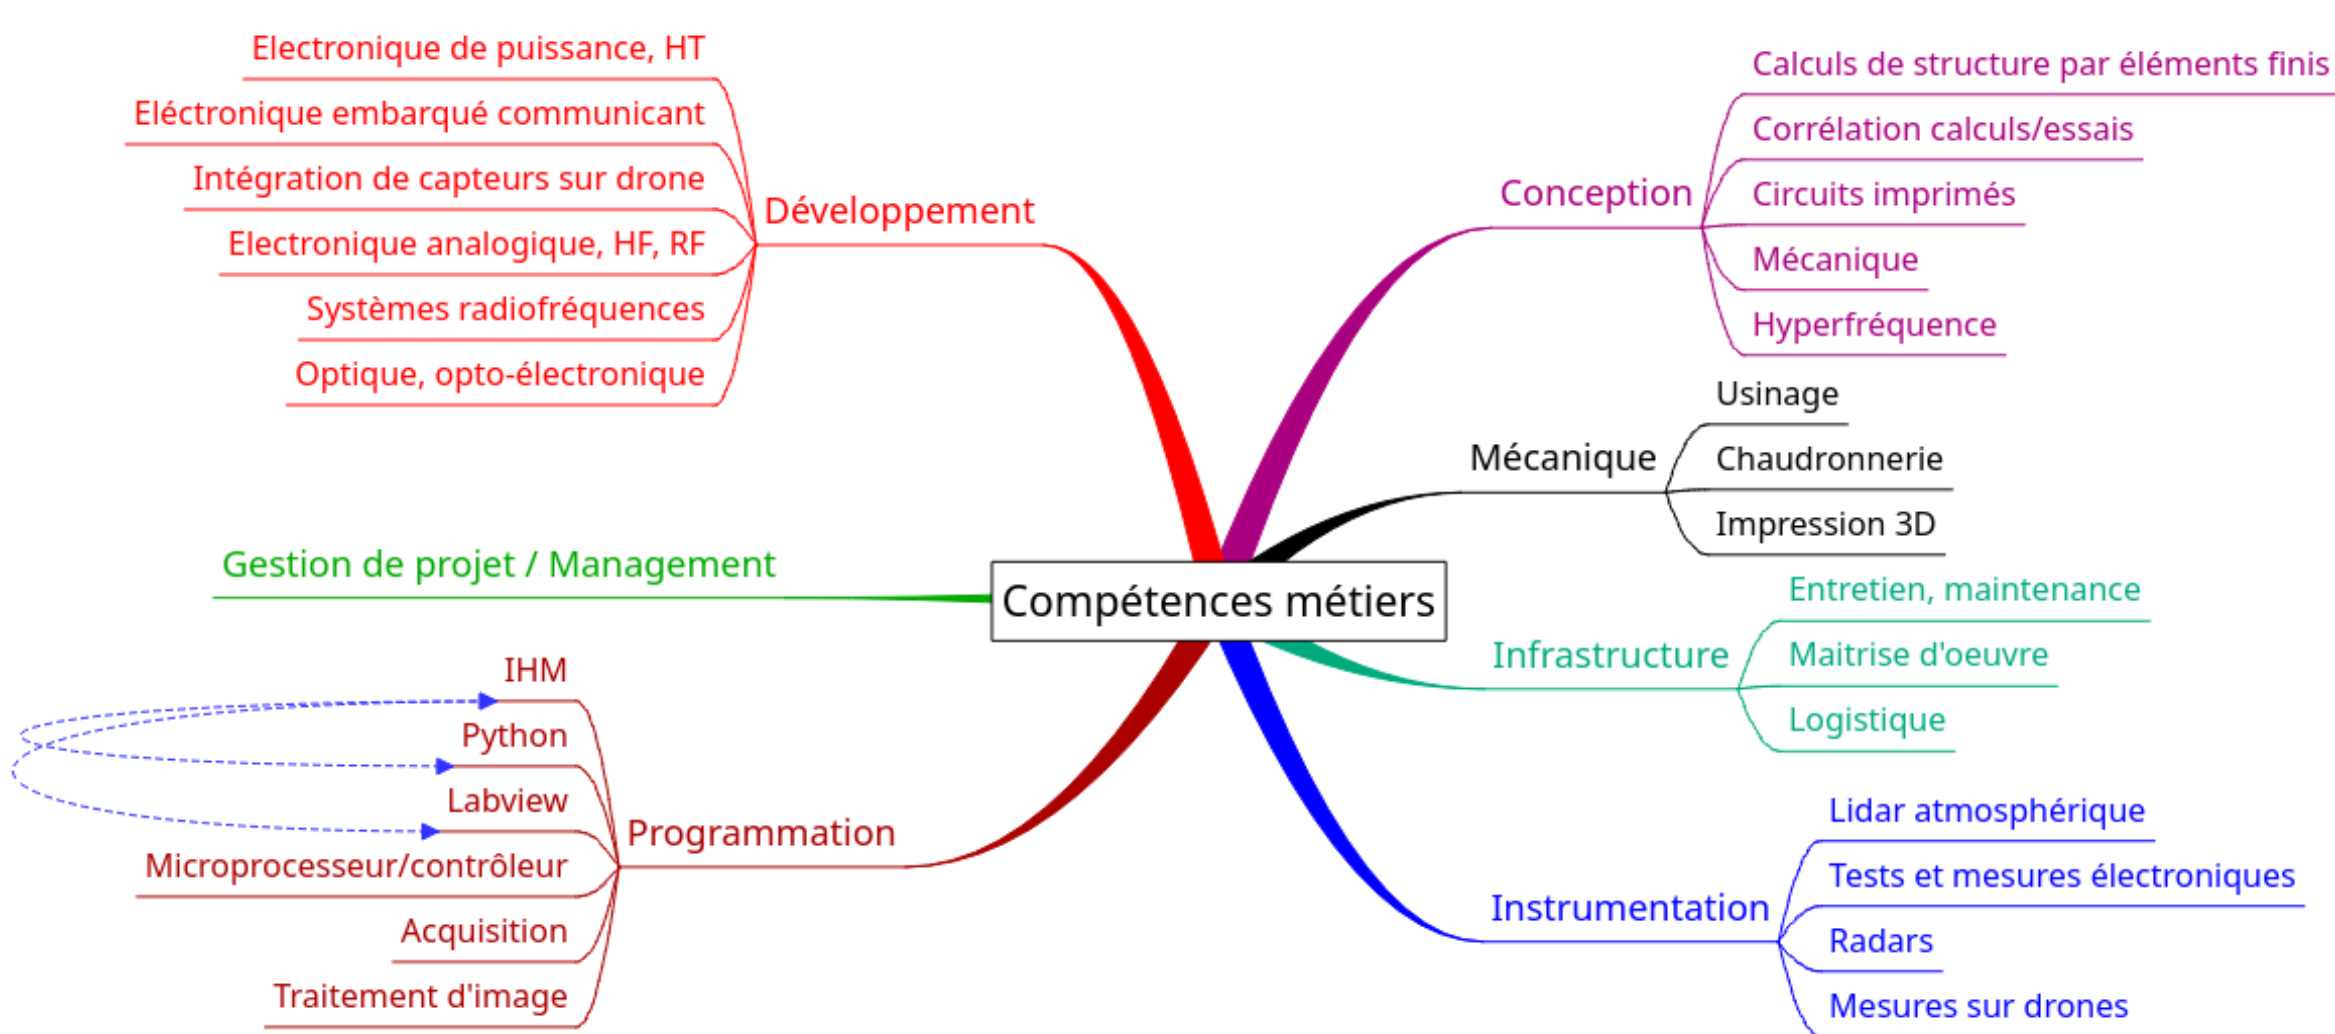 Compétences métiers
Développement
Electronique de puissance, HT
Eléctronique embarqué communicant
Intégration de capteurs sur drone
Electronique analogique, HF, RF
Systèmes radiofréquences
Optique, opto-électronique
Gestion de projet / Management
Programmation
IHM
Python
Labview
Microprocesseur/contrôleur
Acquisition
Traitement d'image
Conception
Calculs de structure par éléments finis
Corrélation calculs/essais
Circuits imprimés
Mécanique
Hyperfréquence
Mécanique
Usinage
Chaudronnerie
Impression 3D
Infrastructure
Entretien, maintenance
Maitrise d'oeuvre
Logistique
Instrumentation
Lidar atmosphérique
Tests et mesures électroniques
Radars
Mesures sur drones